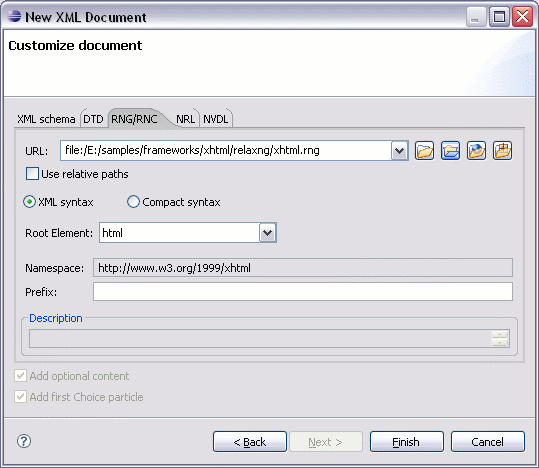 New XML Document
Customize document
XML schema DTD RNG/RNC NRL NVDL
URL: file:/E:/samples/frameworks/xhtml/relaxng/xhtml.rng
Use relative paths
XML syntax Compact syntax
Root Element: html
Namespace: http://www.w3.org/1999/xhtml
Prefix:
Description
Add optional content
Add first Choice particle
? < Back Next > Finish Cancel